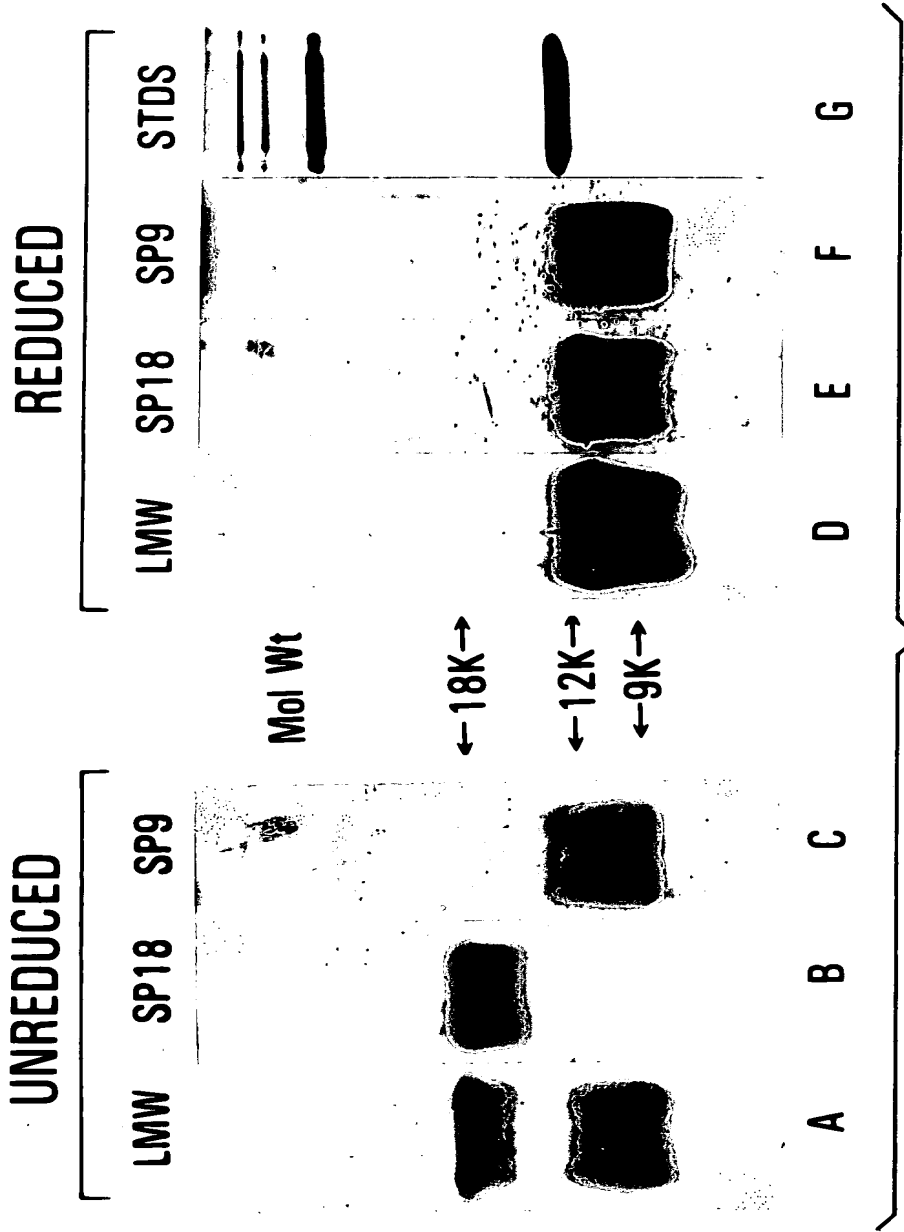 UNREDUCED REDUCED
LMW SP18 SP9 LMW SP18 SP9 STDS
Mol Wt
←18K→
←12K→
←9K→
A B C D E F G